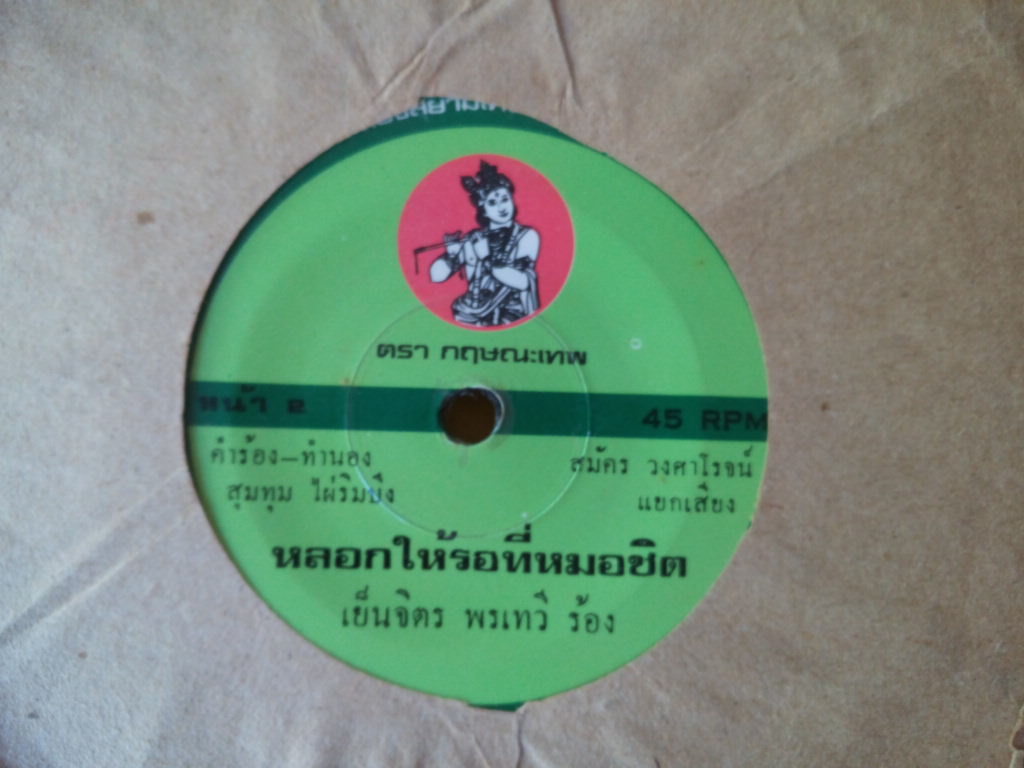 ตรา กฤษณะเทพ
หน้า ๒
45 RPM
คำร้อง–ทำนอง
สุมทุม ไผ่ริมบึง
สมัคร วงศาโรจน์
แยกเสียง
หลอกให้รอที่หมอชิต
เย็นจิตร พรเทวี ร้อง